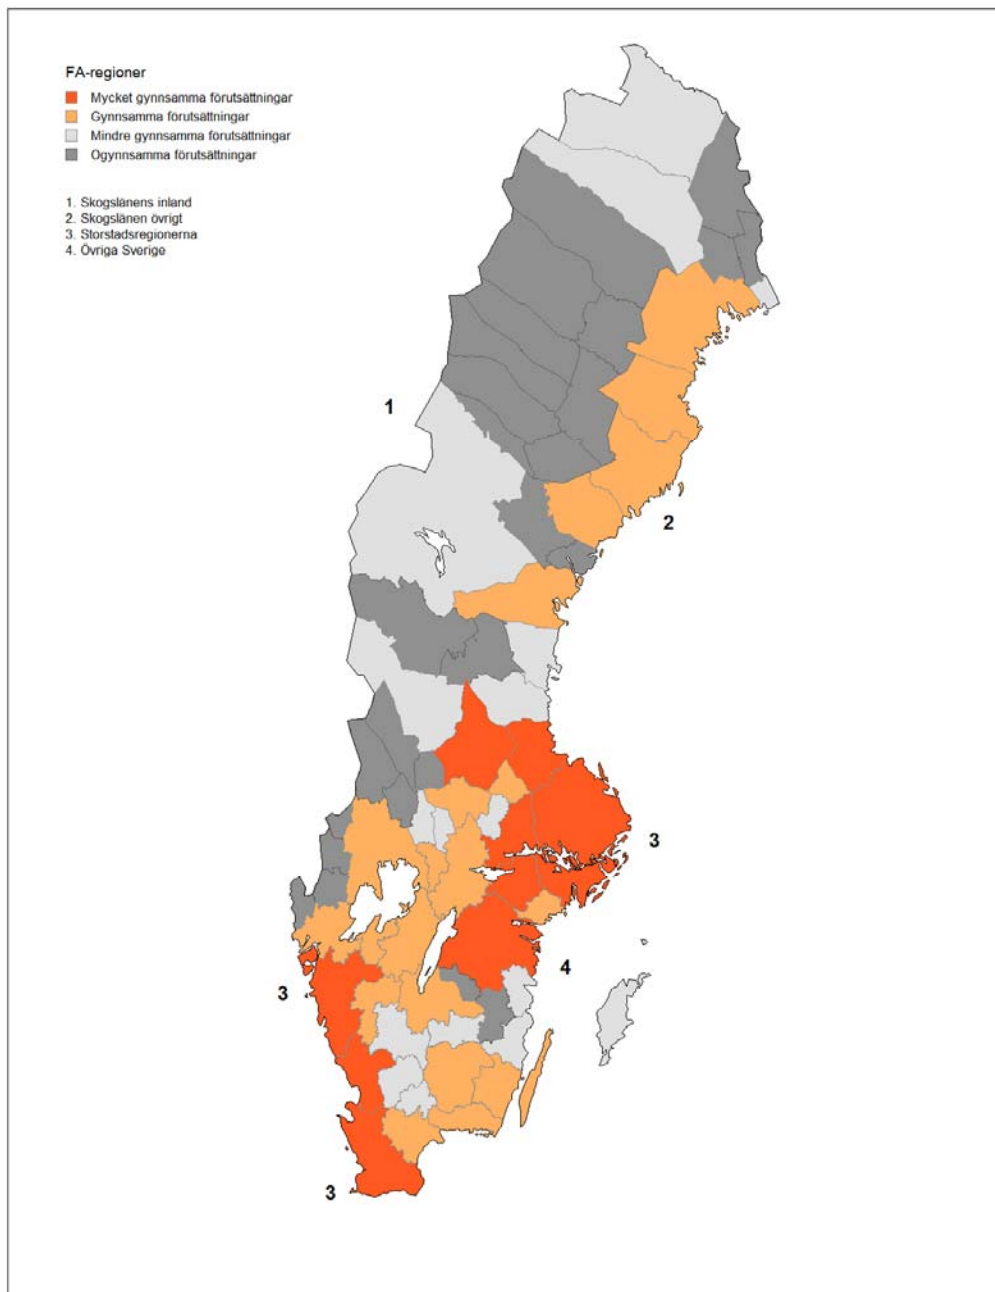 FA-regioner
Mycket gynnsamma förutsättningar
Gynnsamma förutsättningar
Mindre gynnsamma förutsättningar
Ogynnsamma förutsättningar
1. Skogslänens inland
2. Skogslänen övrigt
3. Storstadsregionerna
4. Övriga Sverige
1
2
3
4
3
3